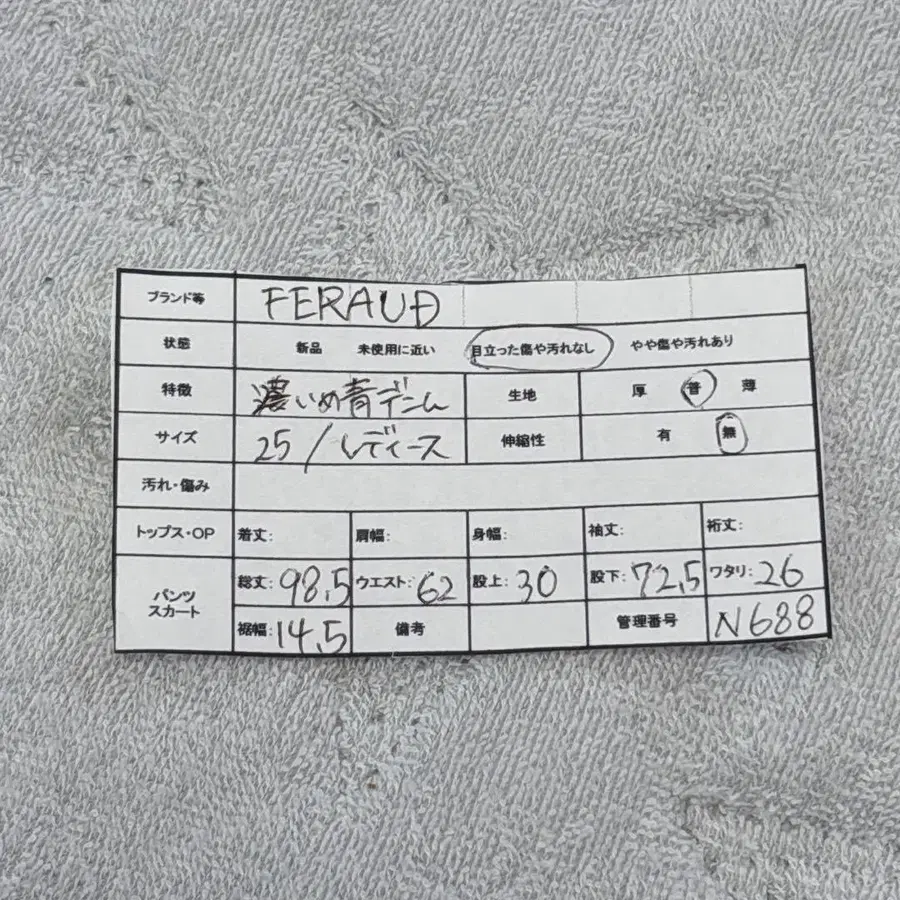 ブランド等 FERAUD
状態 新品 未使用に近い 目立った傷や汚れなし やや傷や汚れあり
特徴 濃いめ青デニム 生地 厚 普 薄
サイズ 25/レディース 伸縮性 有 無
汚れ・傷み
トップス・OP 着丈: 肩幅: 身幅: 袖丈: 裄丈:
パンツ スカート 総丈:98.5 ウエスト:62 股上:30 股下:72.5 ワタリ:26
裾幅:14.5 備考 管理番号 N688